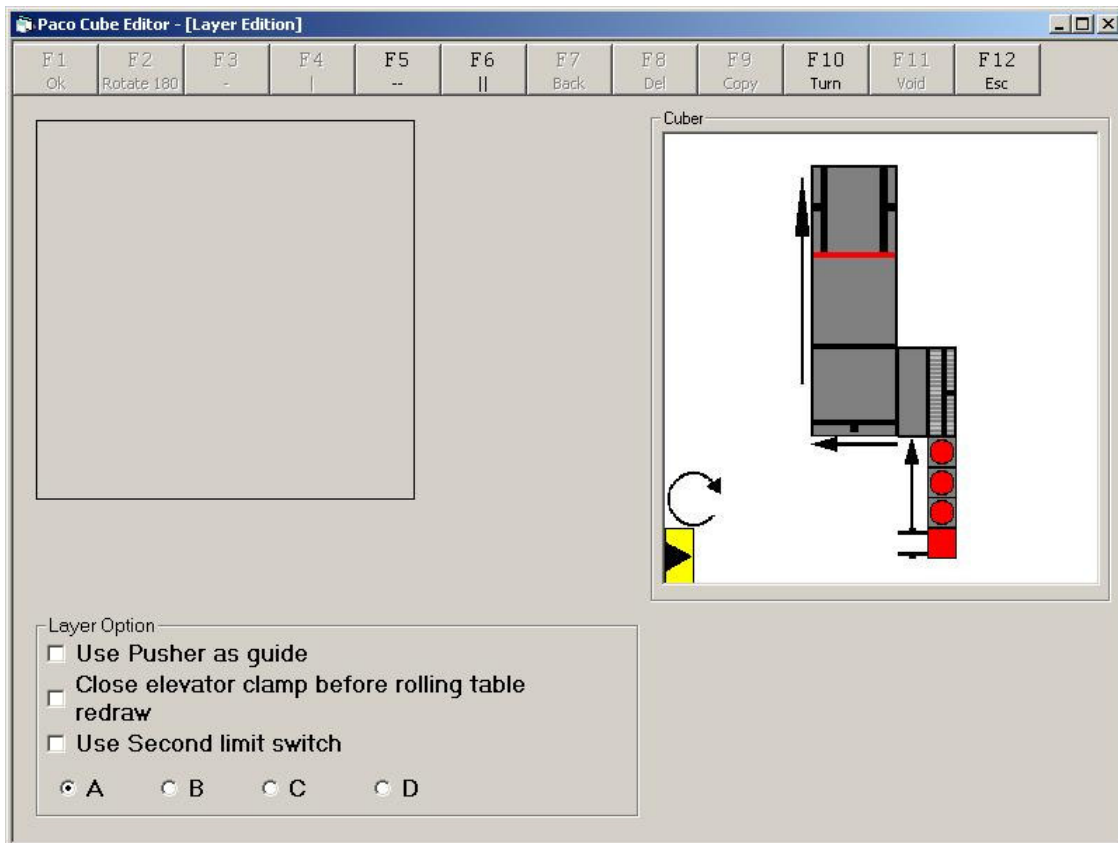 Paco Cube Editor - [Layer Edition]
F1 F2 F3 F4 F5 F6 F7 F8 F9 F10 F11 F12
Ok Rotate 180 - | -- || Back Del Copy Turn Void Esc
Cuber
Layer Option
Use Pusher as guide
Close elevator clamp before rolling table
redraw
Use Second limit switch
A B C D